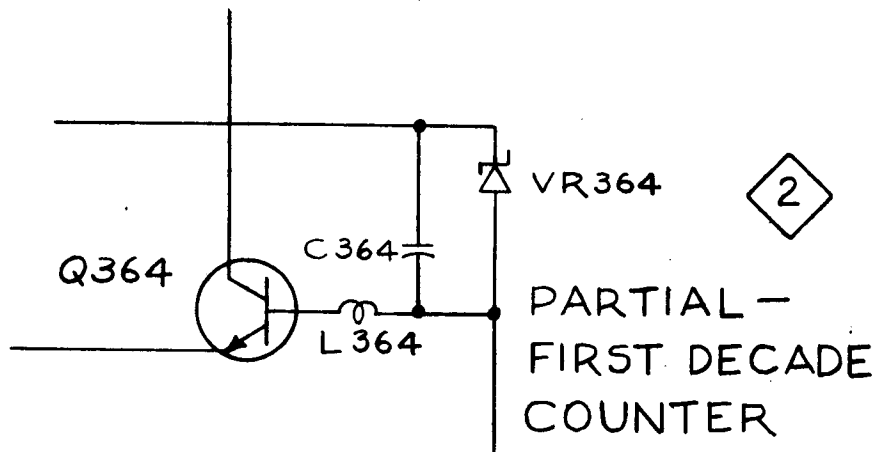 VR364
2
C364
Q364
L364
PARTIAL—
FIRST DECADE
COUNTER